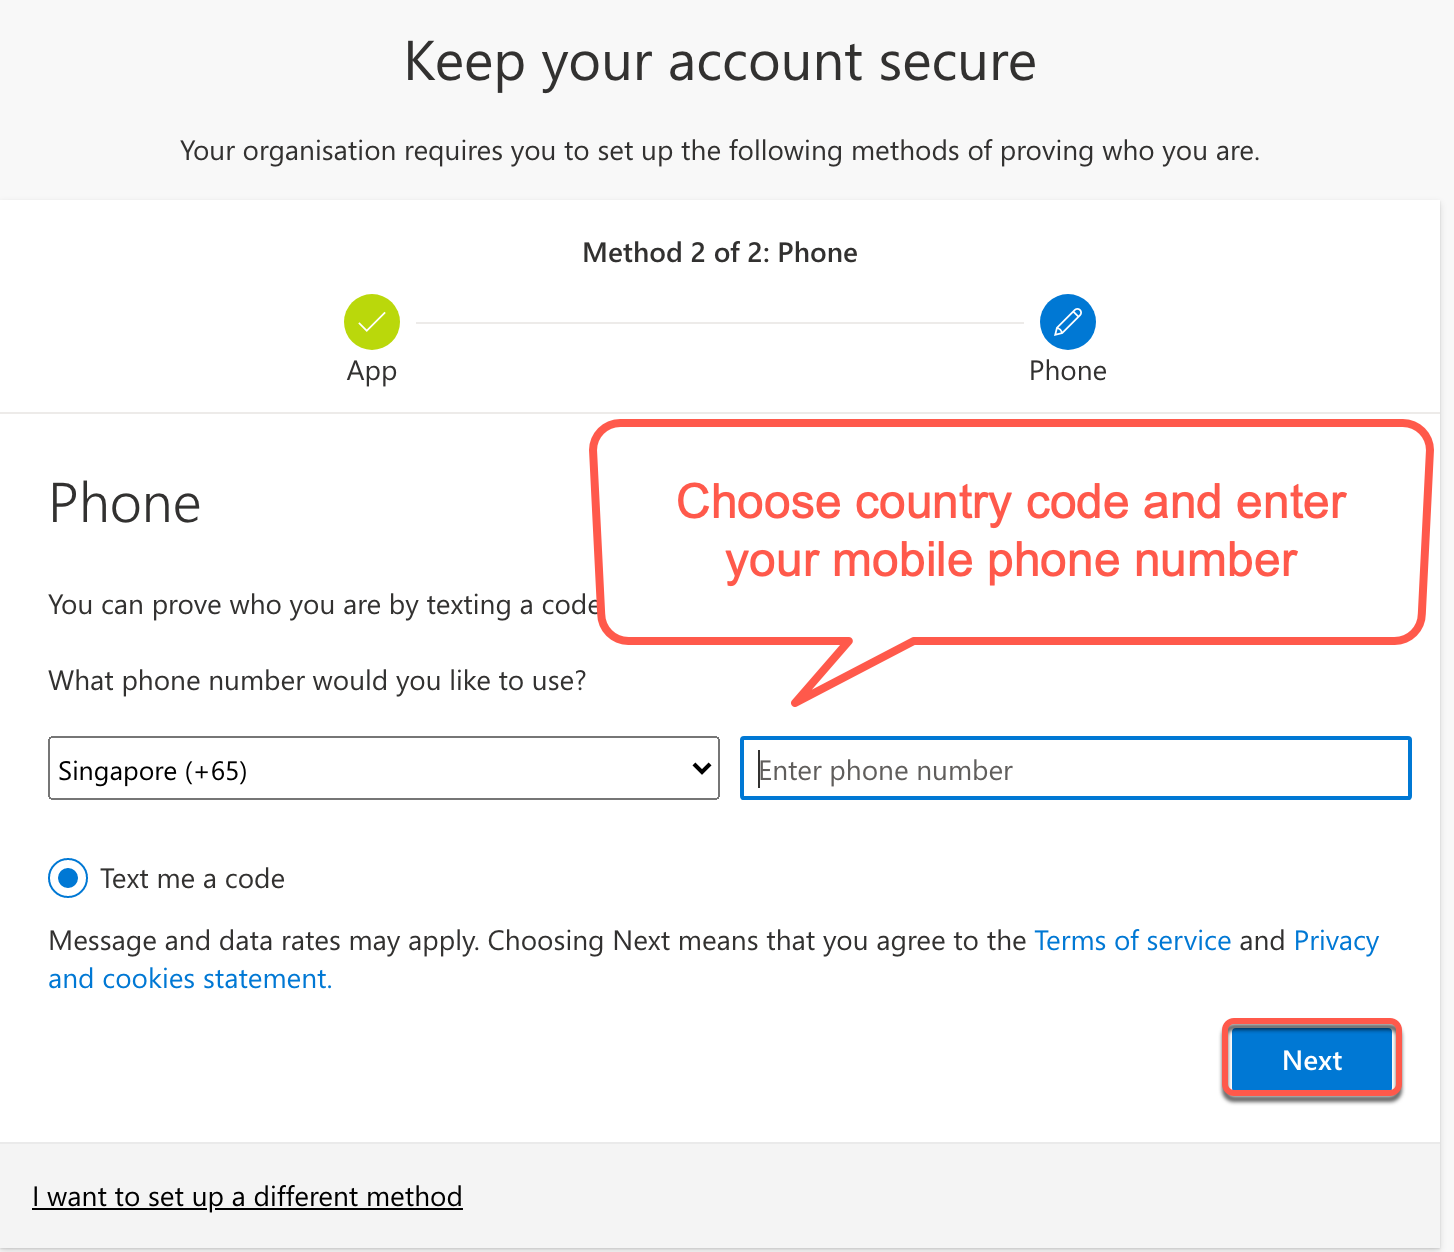 Keep your account secure
Your organisation requires you to set up the following methods of proving who you are.
Method 2 of 2: Phone
App
Phone
Phone
Choose country code and enter
your mobile phone number
You can prove who you are by texting a code
What phone number would you like to use?
Singapore (+65)
Enter phone number
Text me a code
Message and data rates may apply. Choosing Next means that you agree to the Terms of service and Privacy
and cookies statement.
Next
I want to set up a different method